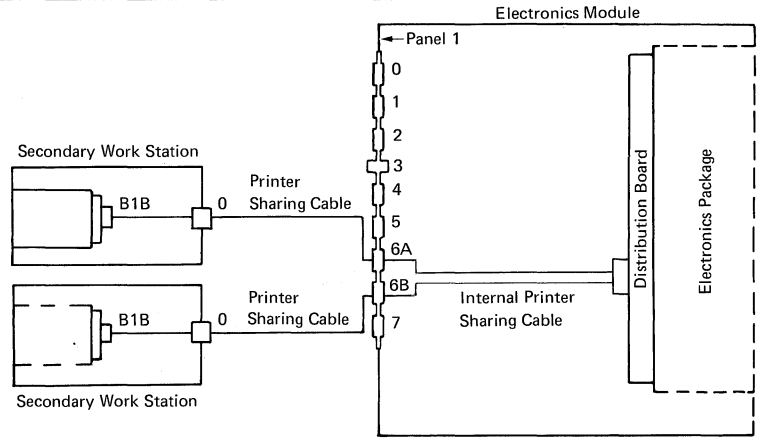 Electronics Module
Panel 1
0
1
2
3
4
5
6A
6B
7
Secondary Work Station
B1B
0
Printer
Sharing Cable
B1B
0
Printer
Sharing Cable
Secondary Work Station
Internal Printer
Sharing Cable
Distribution Board
Electronics Package